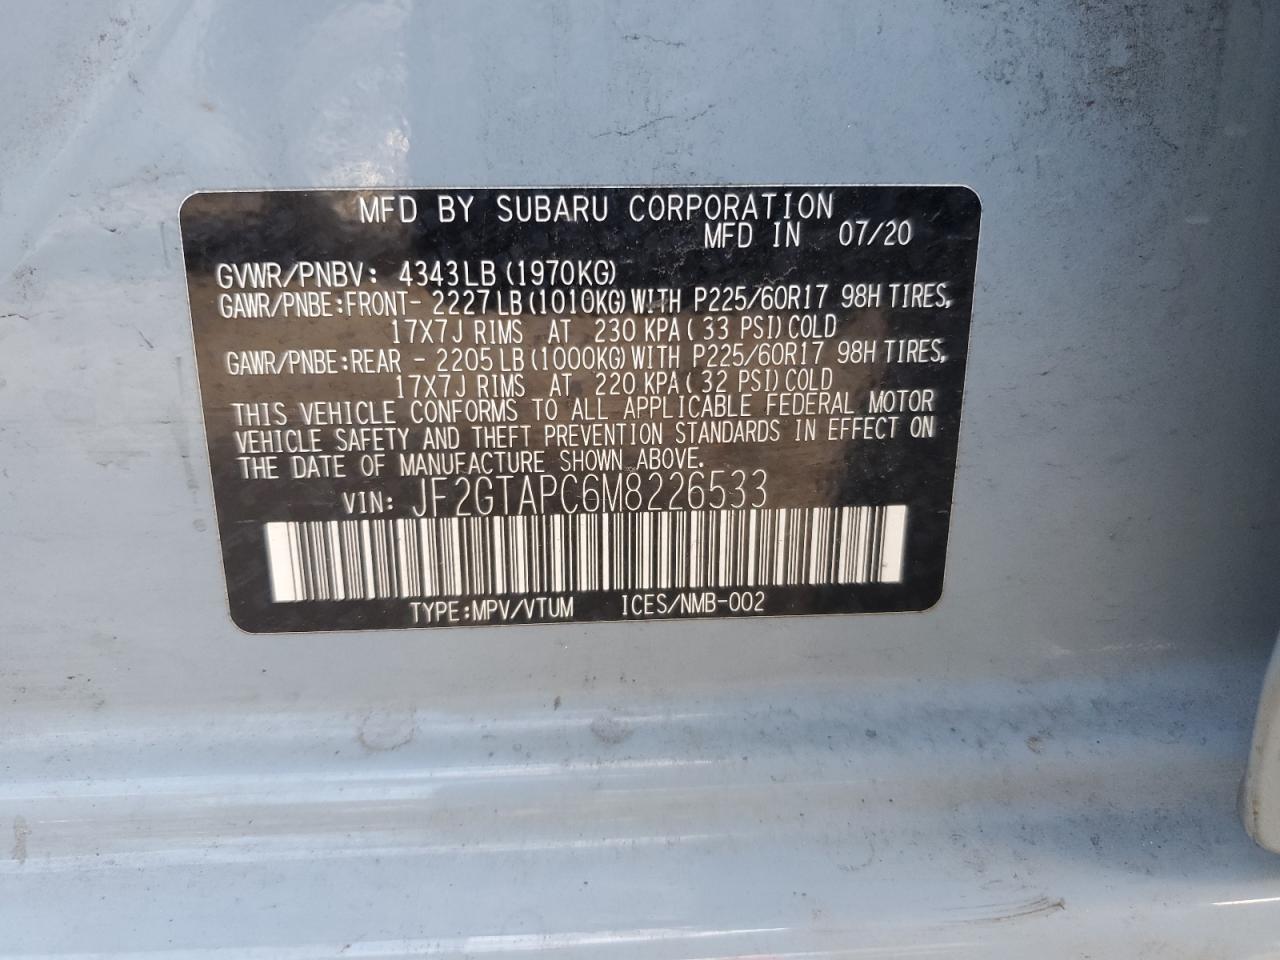 MFD BY SUBARU CORPORATION
MFD IN 07/20
GVWR/PNBV: 4343LB(1970KG)
GAWR/PNBE:FRONT- 2227LB(1010KG)WITH P225/60R17 98H TIRES,
17X7J RIMS AT 230 KPA(33 PSI)COLD
GAWR/PNBE:REAR - 2205LB(1000KG)WITH P225/60R17 98H TIRES,
17X7J RIMS AT 220 KPA(32 PSI)COLD
THIS VEHICLE CONFORMS TO ALL APPLICABLE FEDERAL MOTOR
VEHICLE SAFETY AND THEFT PREVENTION STANDARDS IN EFFECT ON
THE DATE OF MANUFACTURE SHOWN ABOVE.
VIN: JF2GTAPC6M8226533
TYPE:MPV/VTUM ICES/NMB-002